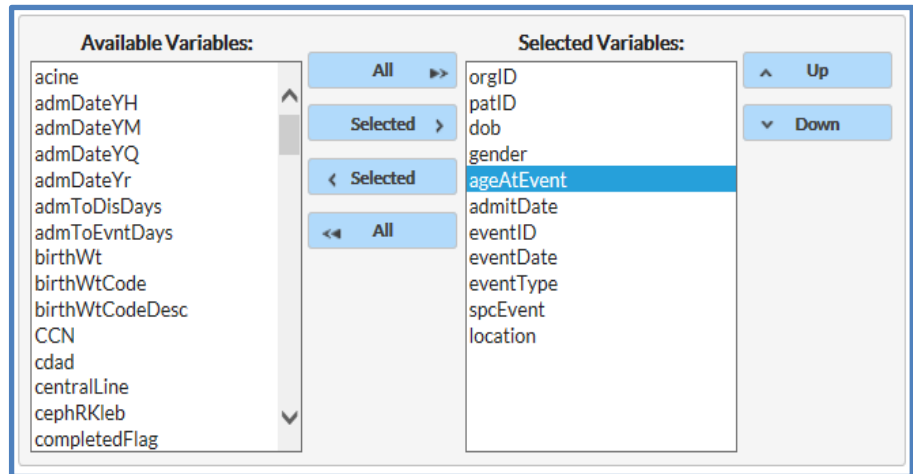 Available Variables:
acine
admDateYH
admDateYM
admDateYQ
admDateYr
admToDisDays
admToEvntDays
birthWt
birthWtCode
birthWtCodeDesc
CCN
cdad
centralLine
cephRKleb
completedFlag
All
Selected
Selected
All
Selected Variables:
orgID
patID
dob
gender
ageAtEvent
admitDate
eventID
eventDate
eventType
spcEvent
location
Up
Down